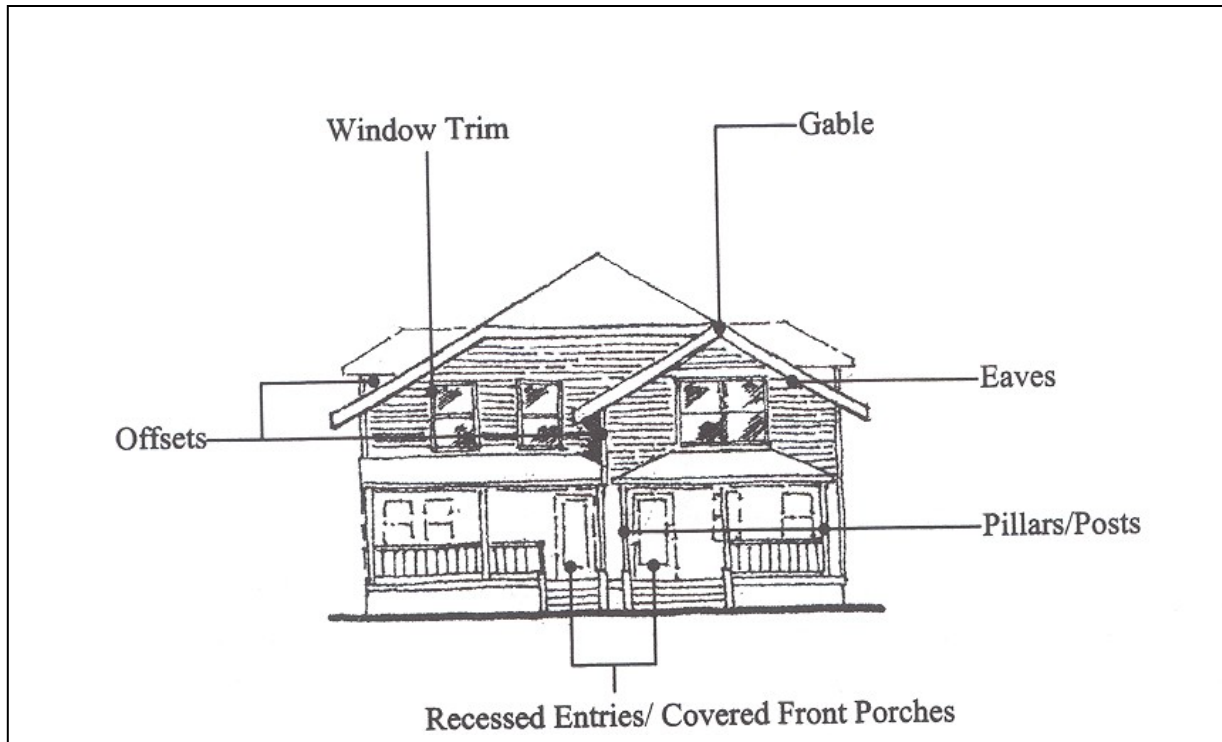 Window Trim
Gable
Eaves
Offsets
Pillars/Posts
Recessed Entries/ Covered Front Porches